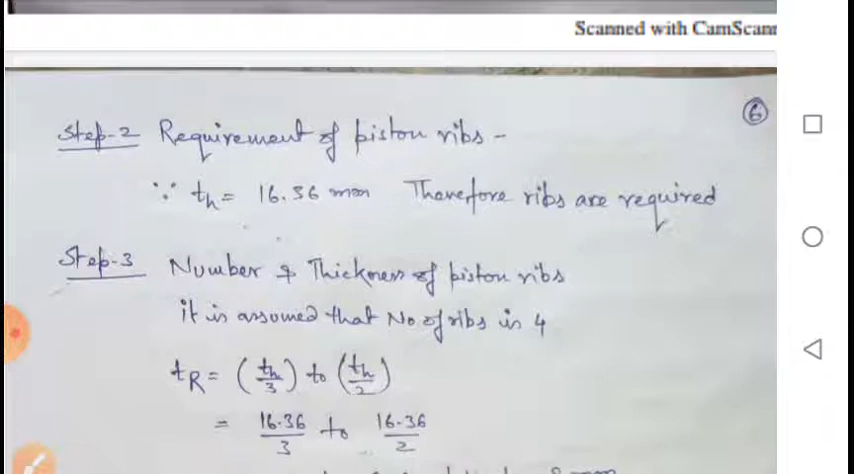 Scanned with CamScann
6
Step-2 Requirement of piston ribs -
∵ th = 16.36 mm Therefore ribs are required
Step-3 Number & Thickness of piston ribs
it is assumed that No of ribs is 4
tR = (th/3) to (th/2)
= 16.36/3 to 16.36/2